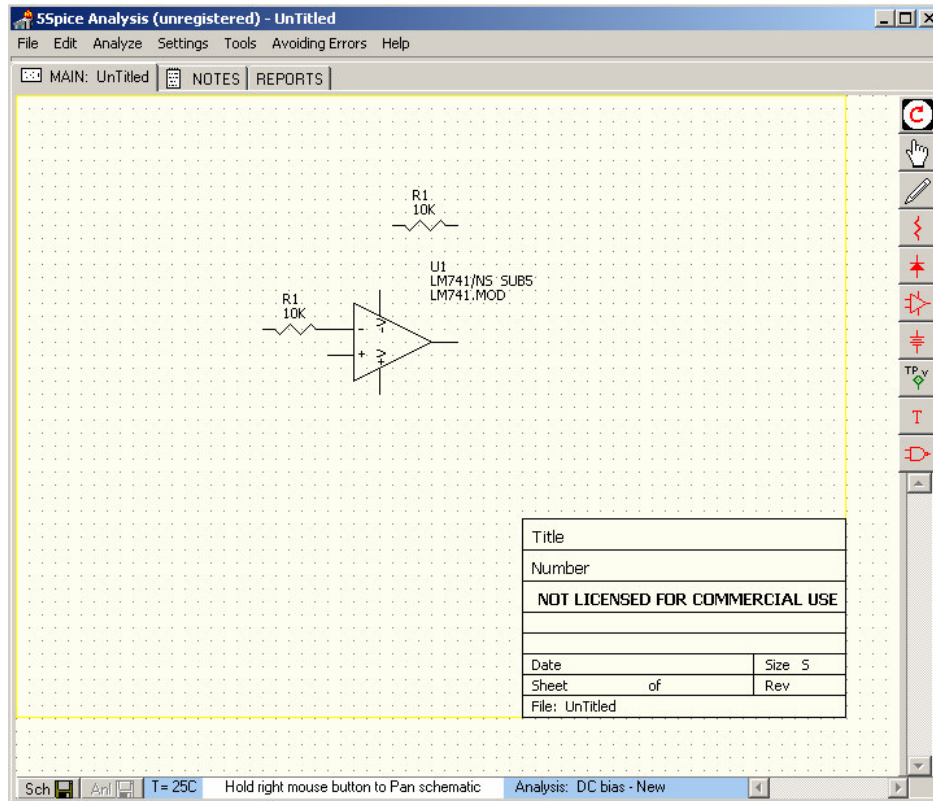 5Spice Analysis (unregistered) - UnTitled
File Edit Analyze Settings Tools Avoiding Errors Help
MAIN: UnTitled NOTES REPORTS
R1
10K
U1
LM741/NS SUB5
LM741.MOD
R1
10K
- V-
+ V+
TP v
T
Title
Number
NOT LICENSED FOR COMMERCIAL USE
Date Size S
Sheet of Rev
File: UnTitled
Sch Anl T= 25C Hold right mouse button to Pan schematic Analysis: DC bias - New